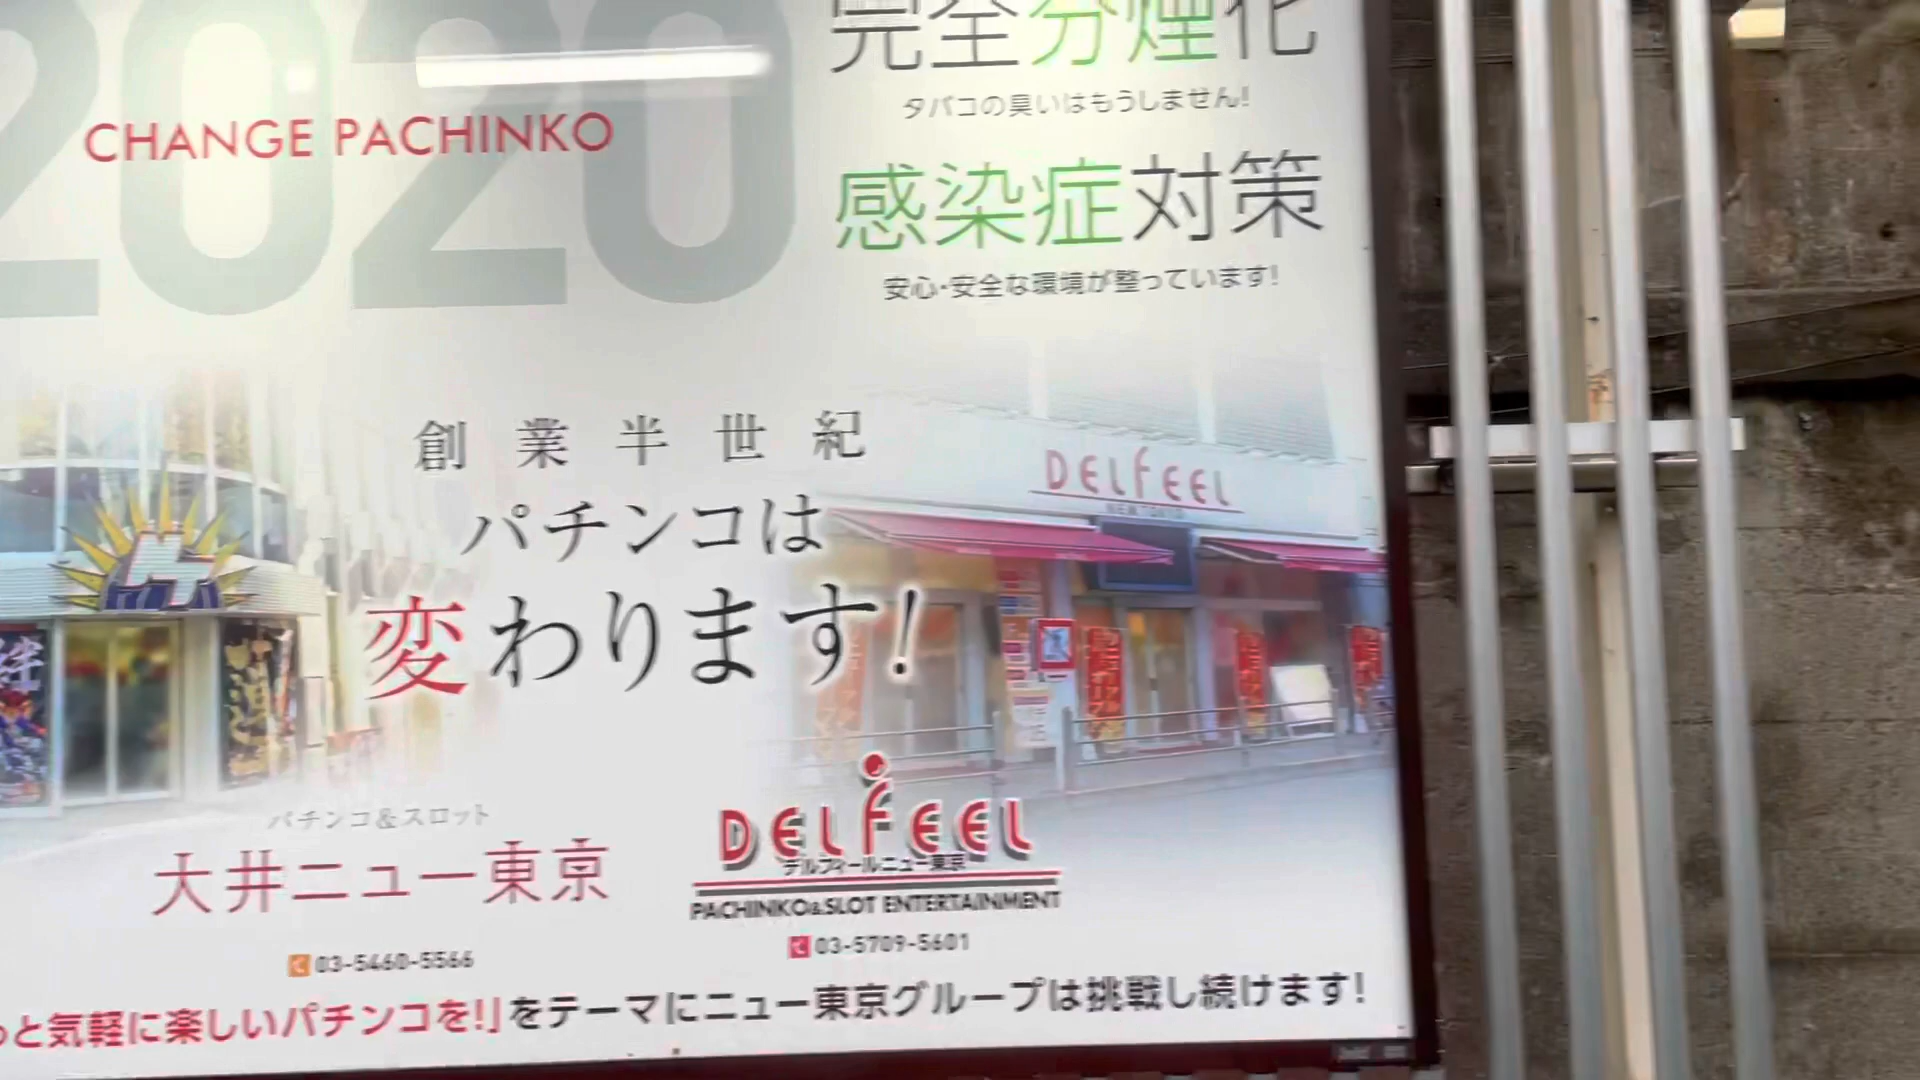 2020
CHANGE PACHINKO
完全分煙化
タバコの臭いはもうしません!
感染症対策
安心・安全な環境が整っています!
創業半世紀
パチンコは
変わります!
DELFEEL
NEW TOKYO
絆
パチンコ&スロット
大井ニュー東京
03-5460-5566
DELFEEL
デルフィールニュー東京
PACHINKO&SLOT ENTERTAINMENT
03-5709-5601
っと気軽に楽しいパチンコを!」をテーマにニュー東京グループは挑戦し続けます!